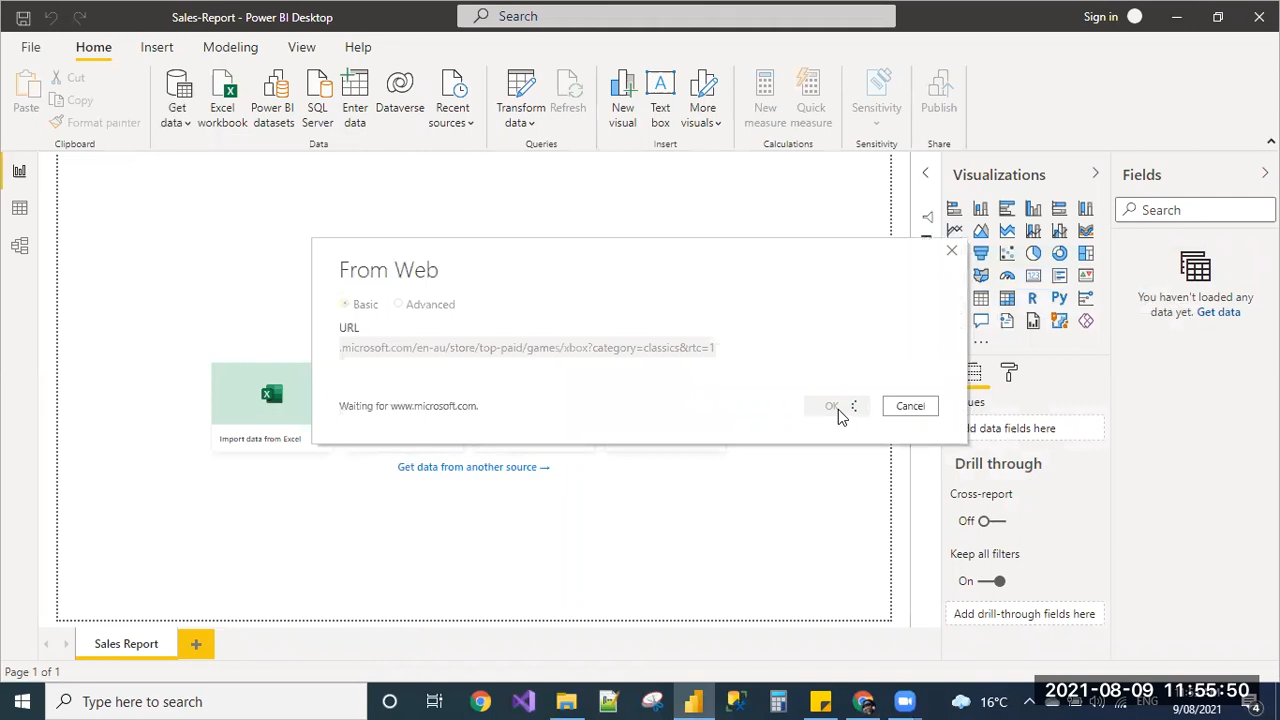 Sales-Report - Power BI Desktop
Search
Sign in
File
Home
Insert
Modeling
View
Help
Paste
Cut
Copy
Format painter
Clipboard
Get data
Excel workbook
Power BI datasets
SQL Server
Enter data
Dataverse
Recent sources
Data
Transform data
Refresh
Queries
New visual
Text box
More visuals
Insert
New measure
Quick measure
Calculations
Sensitivity
Sensitivity
Publish
Share
From Web
Basic
Advanced
URL
.microsoft.com/en-au/store/top-paid/games/xbox?category=classics&rtc=1
Waiting for www.microsoft.com.
OK
Cancel
Import data from Excel
Get data from another source →
Visualizations
R
Py
...
ues
dd data fields here
Drill through
Cross-report
Off
Keep all filters
On
Add drill-through fields here
Fields
Search
You haven't loaded any
data yet. Get data
Sales Report
Page 1 of 1
Type here to search
16°C
ENG
2021-08-09 11:55:50
9/08/2021
4